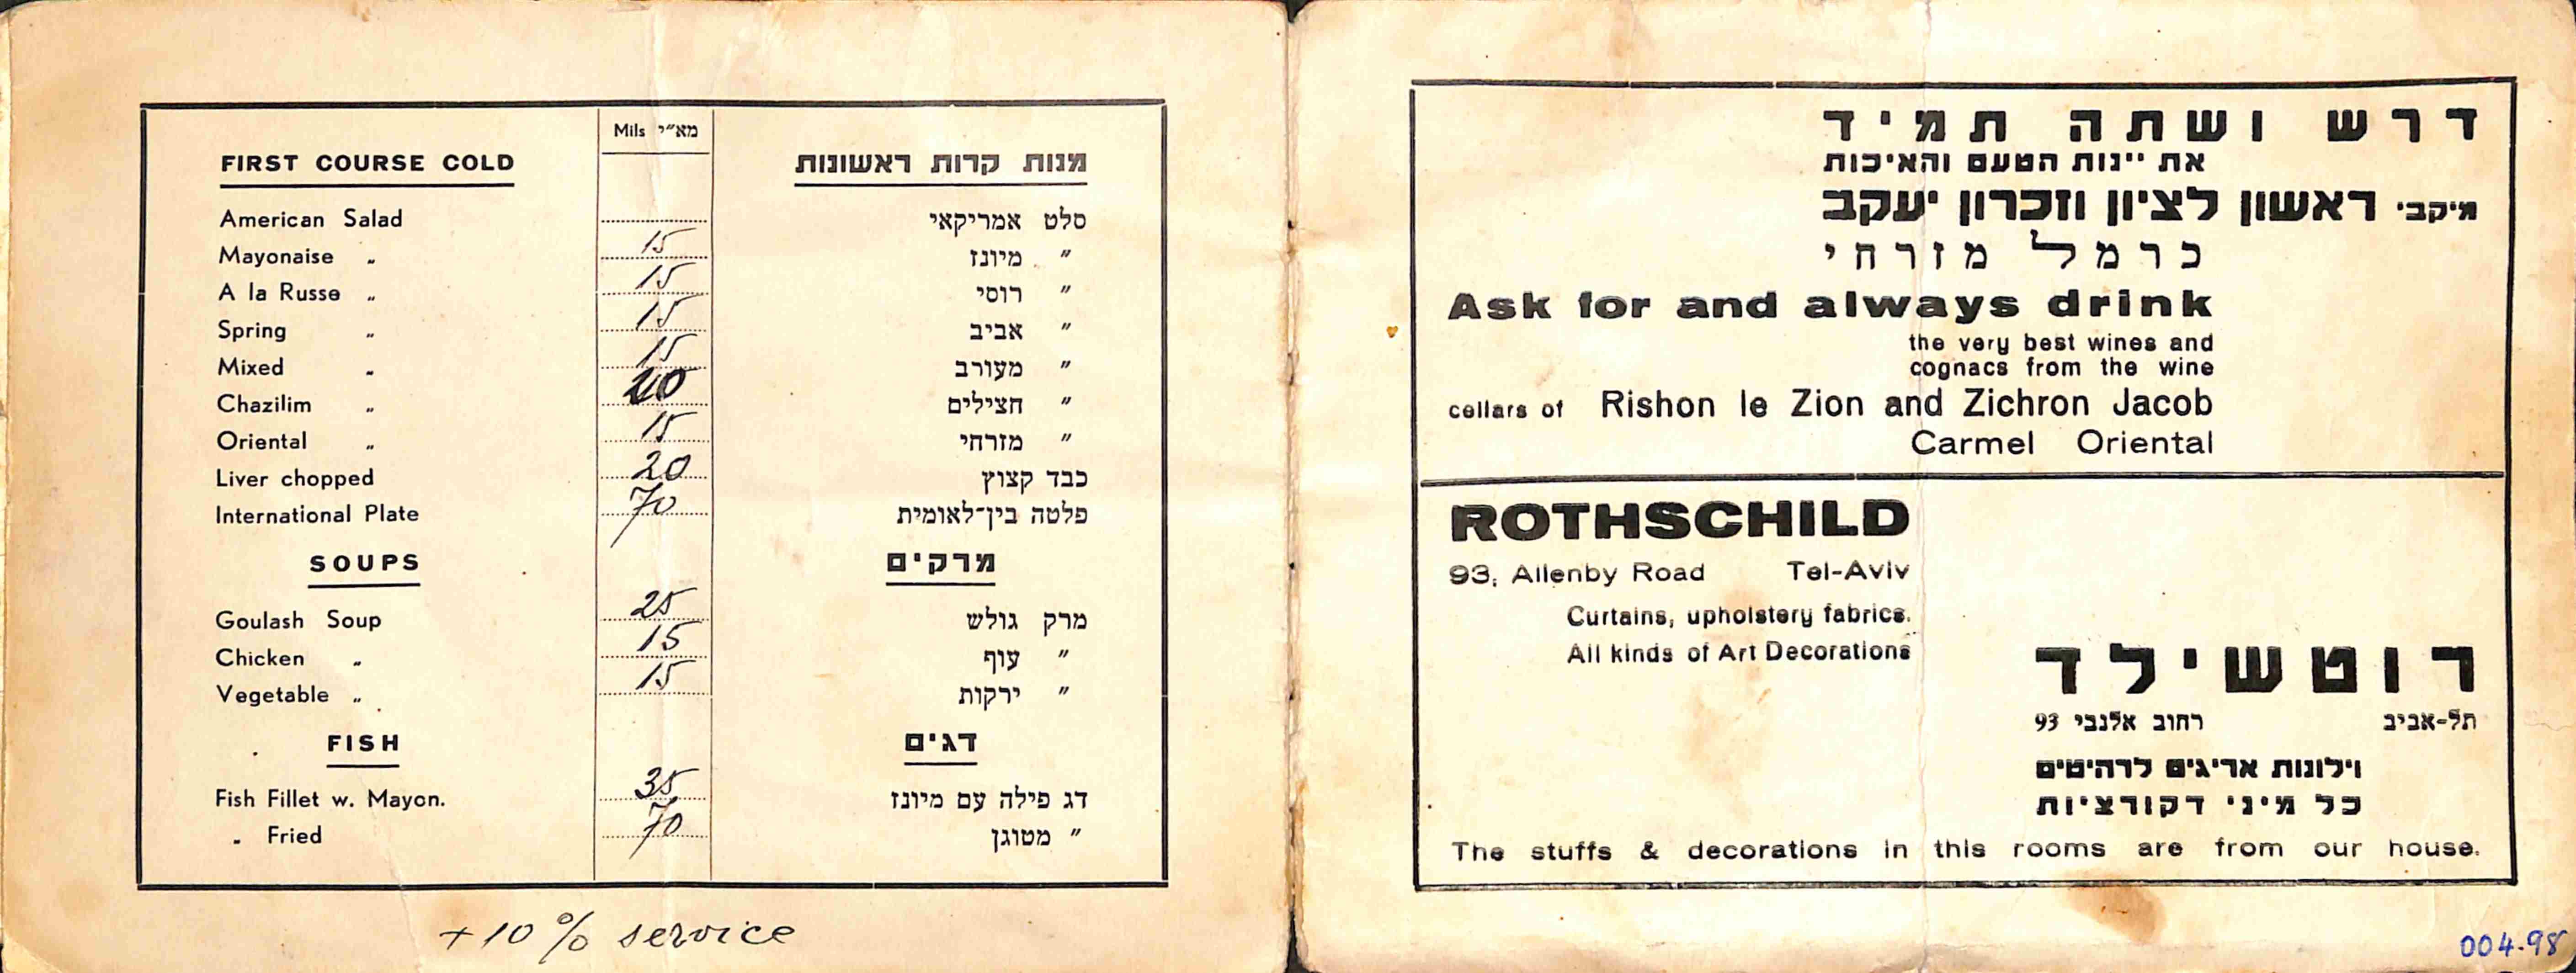 Mils מא״י
FIRST COURSE COLD מנות קרות ראשונות
American Salad סלט אמריקאי
Mayonaise „ 15 ״ מיונז
A la Russe „ 15 ״ רוסי
Spring „ 15 ״ אביב
Mixed „ 15 ״ מעורב
Chazilim „ 20 ״ חצילים
Oriental „ 15 ״ מזרחי
Liver chopped 20 כבד קצוץ
International Plate 70 פלטה בין־לאומית
SOUPS מרקים
Goulash Soup 25 מרק גולש
Chicken „ 15 ״ עוף
Vegetable „ 15 ״ ירקות
FISH דגים
Fish Fillet w. Mayon. 35 דג פילה עם מיונז
„ Fried 70 ״ מטוגן
+ 10 % service
דרש ושתה תמיד
את יינות הטעם והאיכות
מיקבי ראשון לציון וזכרון יעקב
כרמל מזרחי
Ask for and always drink
the very best wines and
cognacs from the wine
cellars of Rishon le Zion and Zichron Jacob
Carmel Oriental
ROTHSCHILD
93, Allenby Road Tel-Aviv
Curtains, upholstery fabrics.
All kinds of Art Decorations
רוטשילד
תל-אביב רחוב אלנבי 93
וילונות אריגים לרהיטים
כל מיני דקורציות
The stuffs & decorations in this rooms are from our house.
004-98